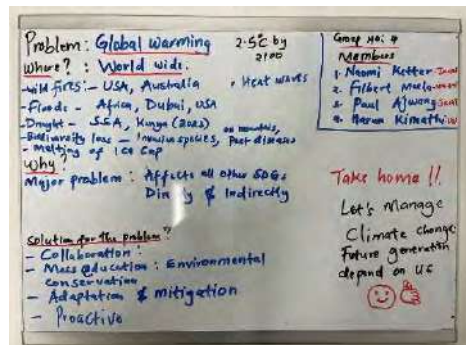 Problem: Global warming 2.5°C by 2100
Where? : World wide.
- Wild fires:- USA, Australia • Heat waves
- Floods - Africa, Dubai, USA
- Drought - S.S.A, Kenya (2022)
- Biodiversity loss - Invasive species, Pest diseases
on mountains,
- Melting of Ice Cap
Why?
Major problem: Affects all other SDGs
& Indirectly
Solution for the problem?
- Collaboration
- Mass education: Environmental
conservation
- Adaptation & mitigation
- Proactive
Group No: 4
Members
1. Naomi
2. Filbert
3. Paul Ajwang
4. Kimathi
Take home !!
Let's Manage
Climate change
Future generation
depend on us